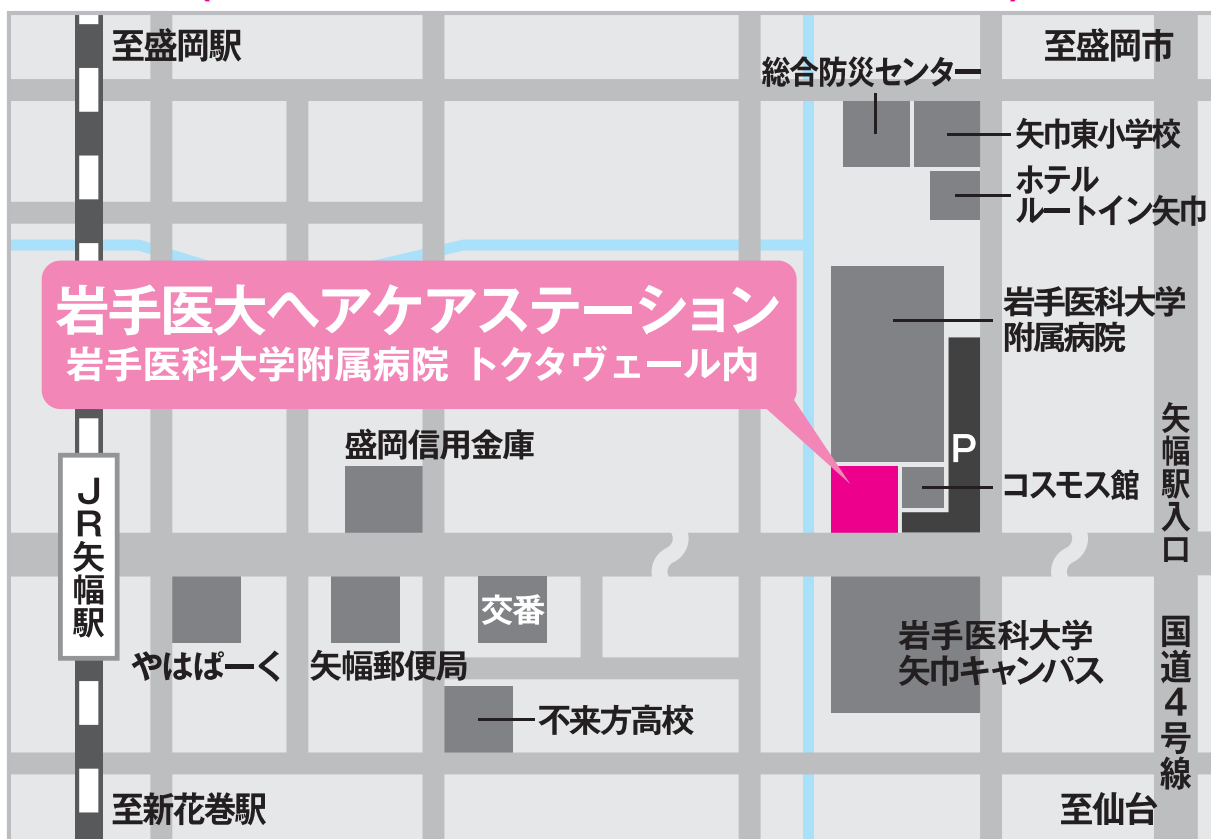 至盛岡駅
至盛岡市
総合防災センター
矢巾東小学校
ホテル
ルートイン矢巾
岩手医大ヘアケアステーション
岩手医科大学附属病院 トクタヴェール内
岩手医科大学
附属病院
盛岡信用金庫
P
コスモス館
矢幅駅入口
JR矢幅駅
交番
やはぱーく
矢幅郵便局
岩手医科大学
矢巾キャンパス
国道4号線
不来方高校
至新花巻駅
至仙台